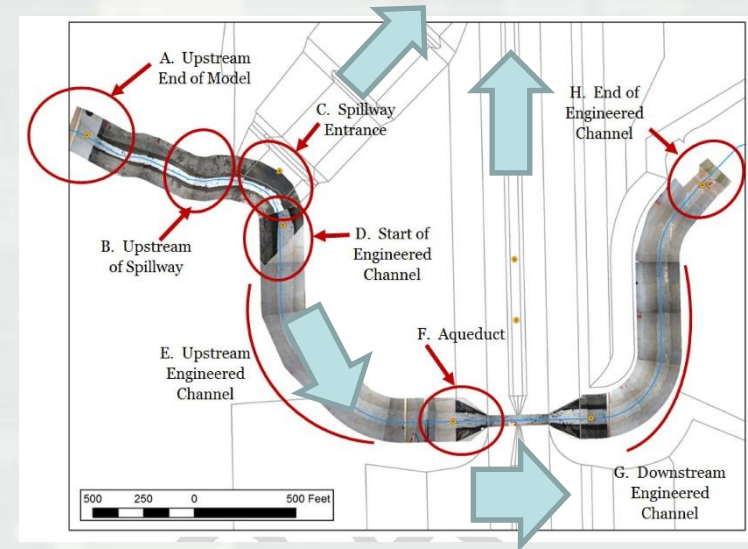 A. Upstream
End of Model
C. Spillway
Entrance
H. End of
Engineered
Channel
B. Upstream
of Spillway
D. Start of
Engineered
Channel
E. Upstream
Engineered
Channel
F. Aqueduct
G. Downstream
Engineered
Channel
500 250 0 500 Feet